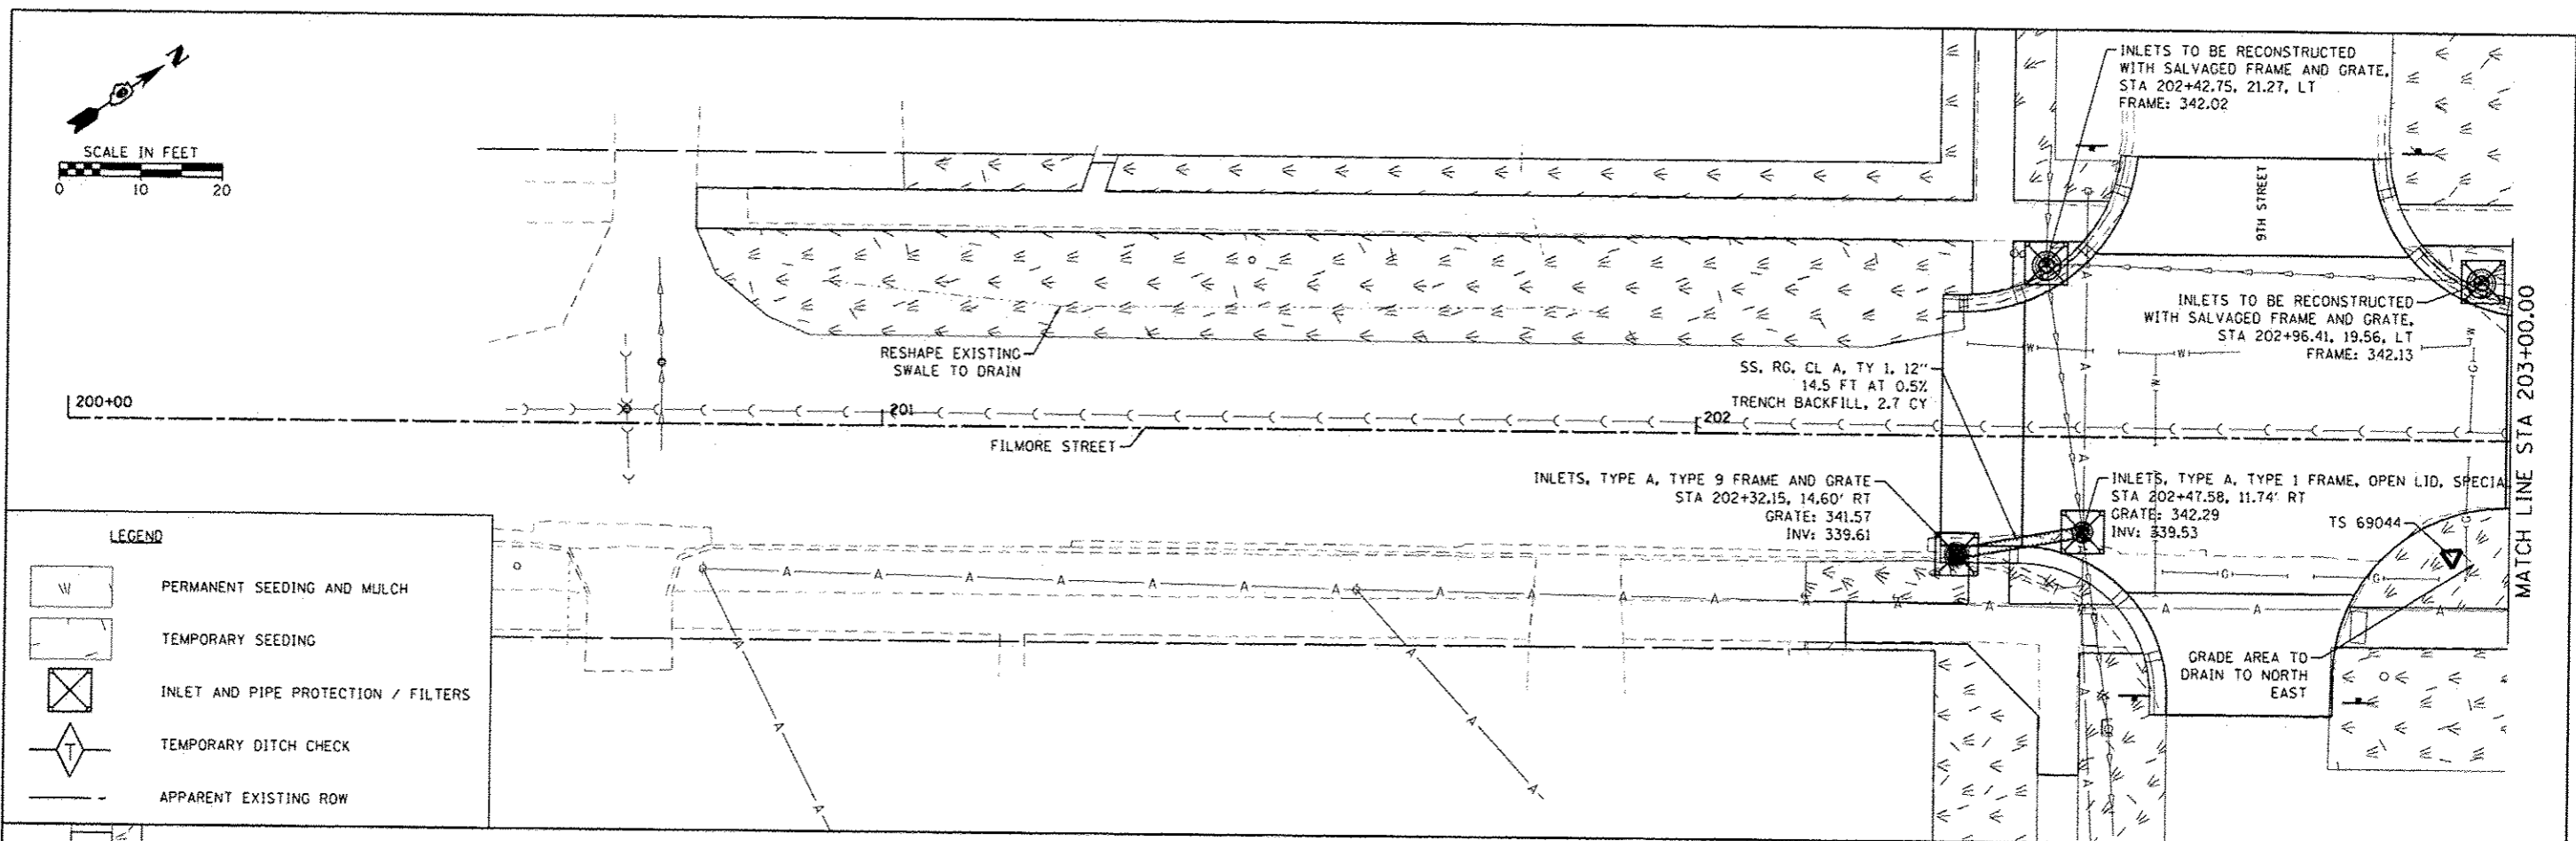 N
SCALE IN FEET
0 10 20
INLETS TO BE RECONSTRUCTED
WITH SALVAGED FRAME AND GRATE,
STA 202+42.75, 21.27, LT
FRAME: 342.02
9TH STREET
INLETS TO BE RECONSTRUCTED
WITH SALVAGED FRAME AND GRATE,
STA 202+96.41, 19.56, LT
FRAME: 342.13
MATCH LINE STA 203+00.00
RESHAPE EXISTING
SWALE TO DRAIN
SS, RG, CL A, TY 1, 12"
14.5 FT AT 0.5%
TRENCH BACKFILL, 2.7 CY
200+00
201
202
FILMORE STREET
INLETS, TYPE A, TYPE 9 FRAME AND GRATE
STA 202+32.15, 14.60' RT
GRATE: 341.57
INV: 339.61
INLETS, TYPE A, TYPE 1 FRAME, OPEN LID, SPECIA
STA 202+47.58, 11.74' RT
GRATE: 342.29
INV: 339.53
TS 69044
GRADE AREA TO
DRAIN TO NORTH
EAST
LEGEND
PERMANENT SEEDING AND MULCH
TEMPORARY SEEDING
INLET AND PIPE PROTECTION / FILTERS
T
TEMPORARY DITCH CHECK
APPARENT EXISTING ROW